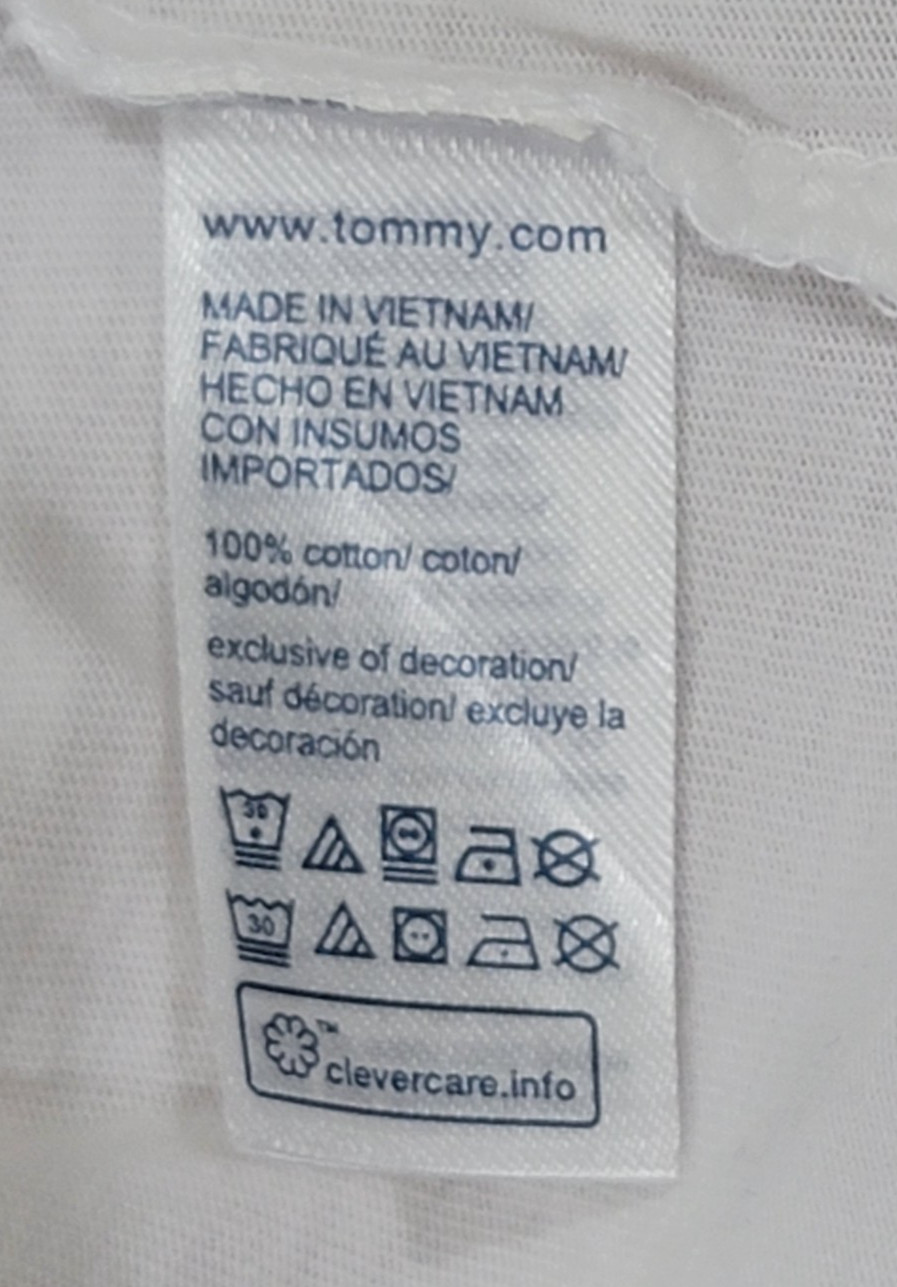 www.tommy.com
MADE IN VIETNAM/
FABRIQUÉ AU VIETNAM/
HECHO EN VIETNAM
CON INSUMOS
IMPORTADOS/
100% cotton/ coton/
algodón/
exclusive of decoration/
sauf décoration/ excluye la
decoración
30
30
™
clevercare.info